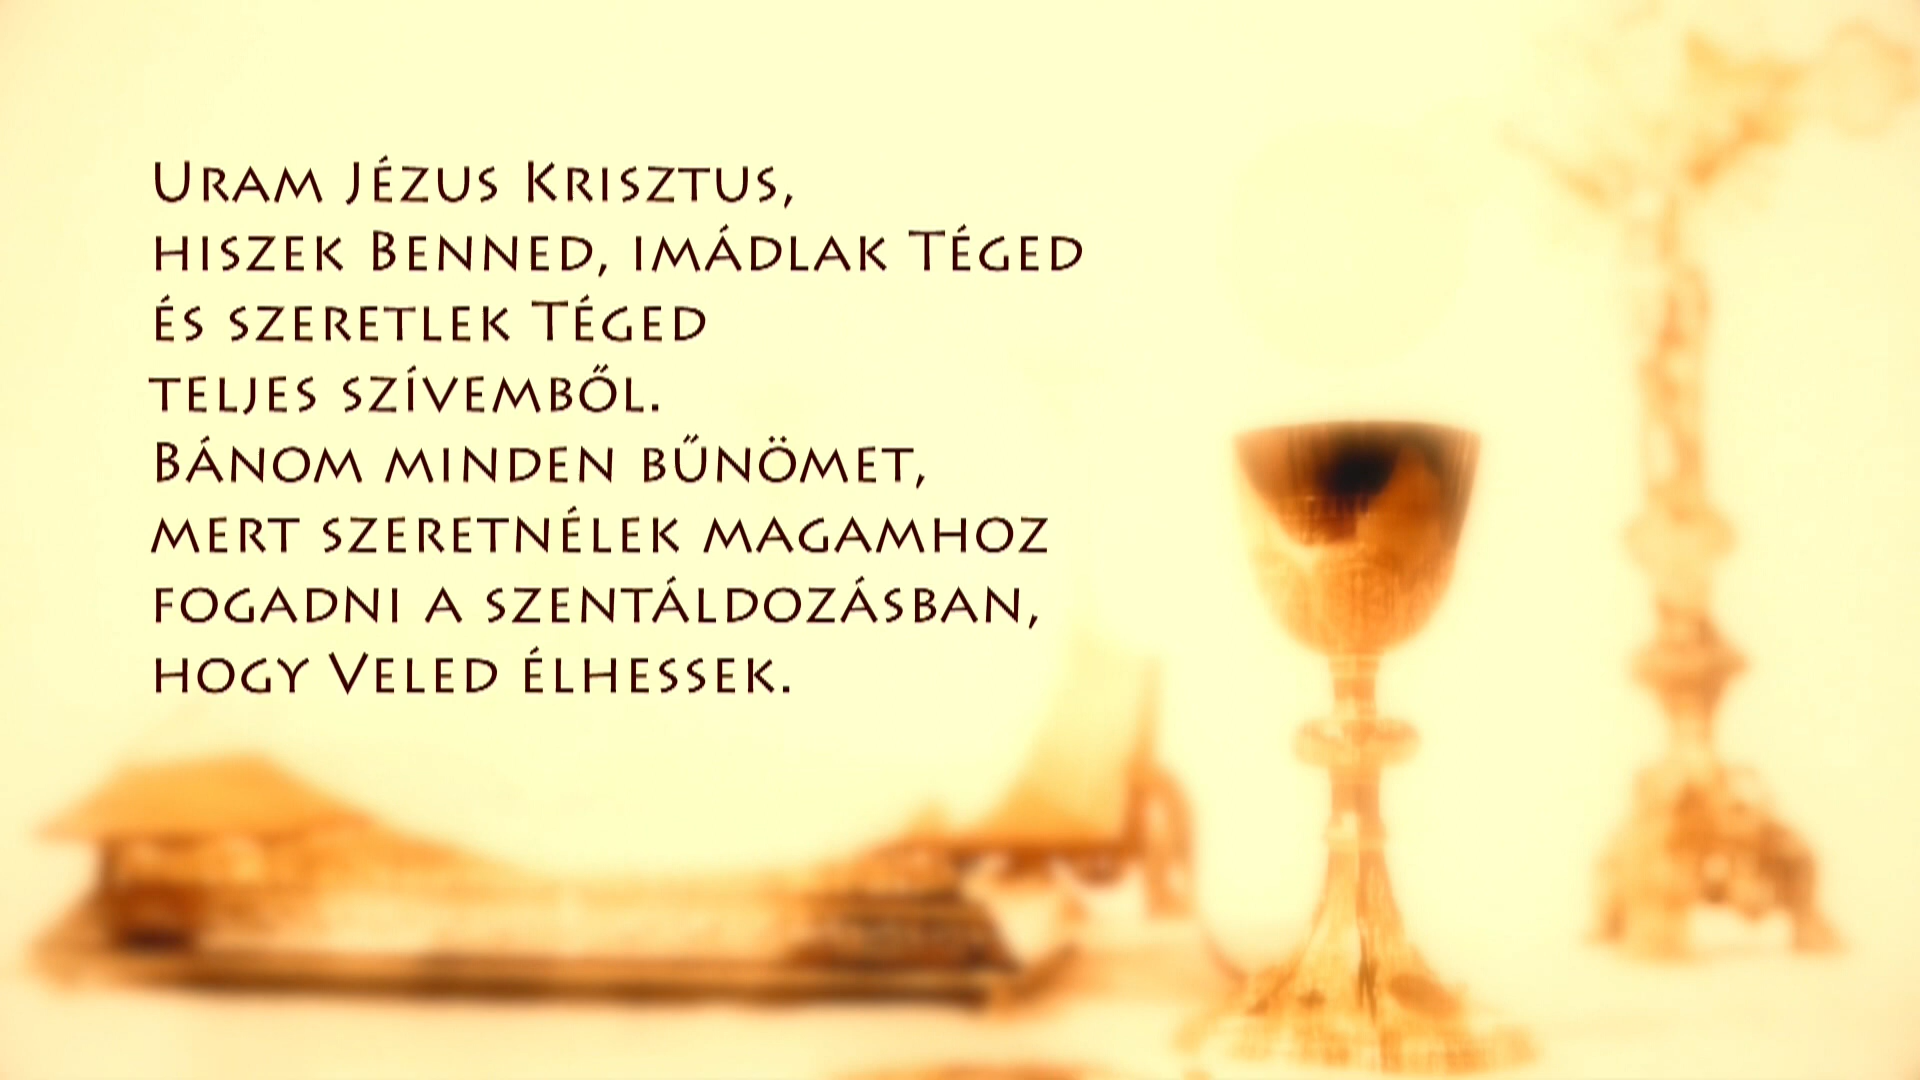 Uram Jézus Krisztus,
hiszek Benned, imádlak Téged
és szeretlek Téged
teljes szívemből.
Bánom minden bűnömet,
mert szeretnélek magamhoz
fogadni a szentáldozásban,
hogy Veled élhessek.